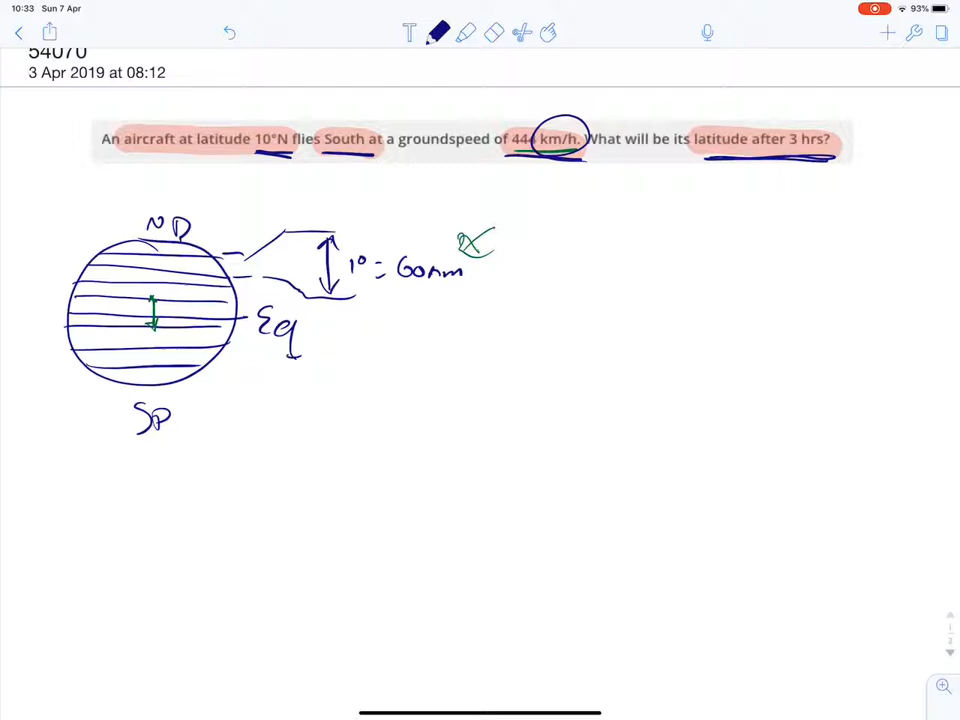 10:33 Sun 7 Apr 93%
54070
3 Apr 2019 at 08:12
An aircraft at latitude 10°N flies South at a groundspeed of 444 km/h. What will be its latitude after 3 hrs?
NP
1° = 60nm
Eq
SP
1
2